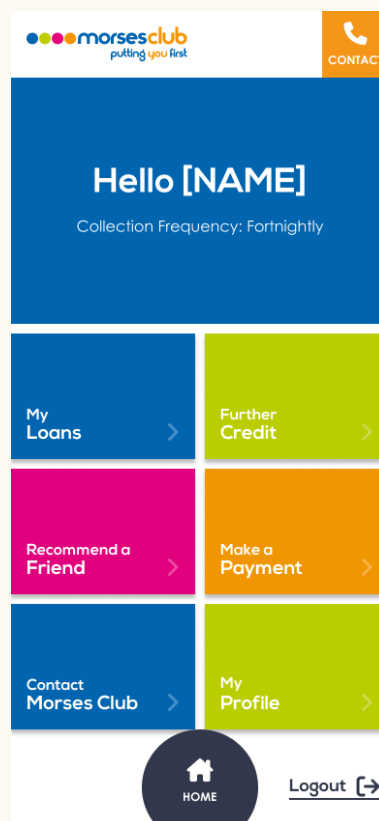 morsesclub
putting you first
CONTACT
Hello [NAME]
Collection Frequency: Fortnightly
My
Loans
Further
Credit
Recommend a
Friend
Make a
Payment
Contact
Morses Club
My
Profile
HOME
Logout